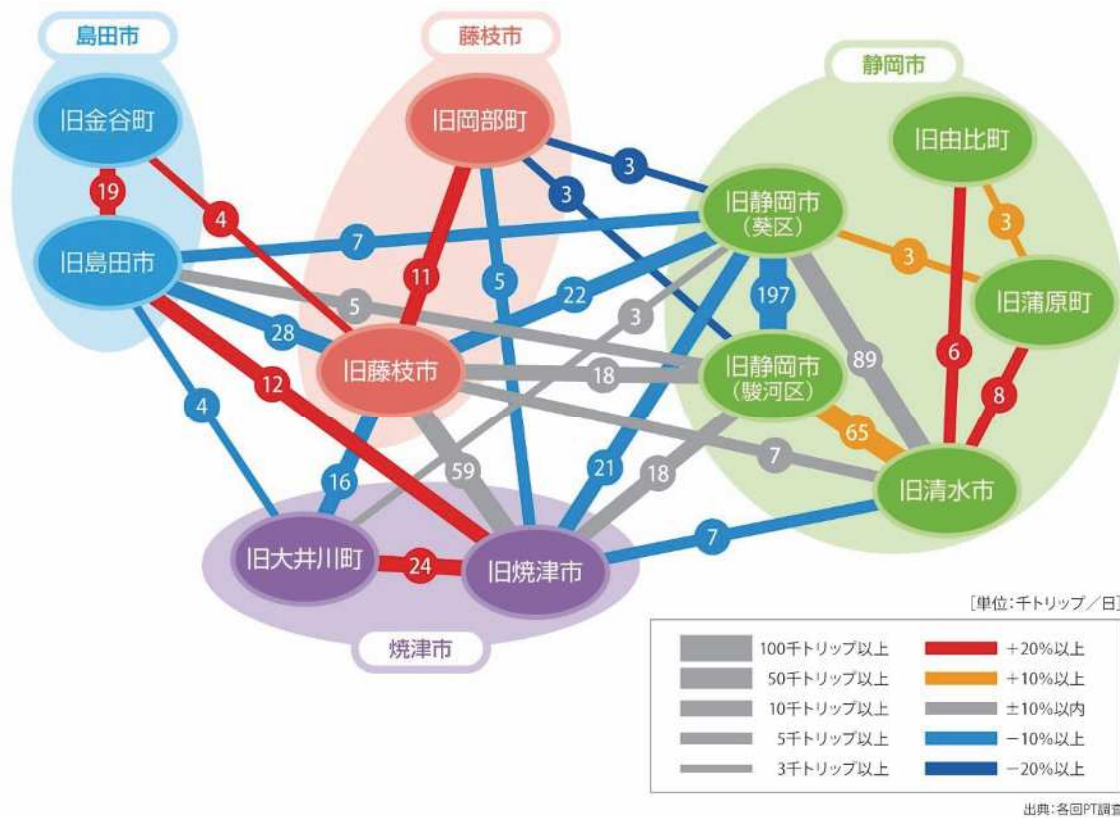 島田市
藤枝市
静岡市
旧金谷町
旧岡部町
旧由比町
3
19
3
3
旧静岡市
(葵区)
4
旧島田市
7
3
11
5
22
197
旧蒲原町
5
3
28
旧藤枝市
18
旧静岡市
(駿河区)
89
6
12
8
4
65
7
59
21
18
16
旧清水市
7
旧大井川町
24
旧焼津市
焼津市
[単位:千トリップ/日]
100千トリップ以上
+20%以上
50千トリップ以上
+10%以上
10千トリップ以上
±10%以内
5千トリップ以上
-10%以上
3千トリップ以上
-20%以上
出典:各回PT調査